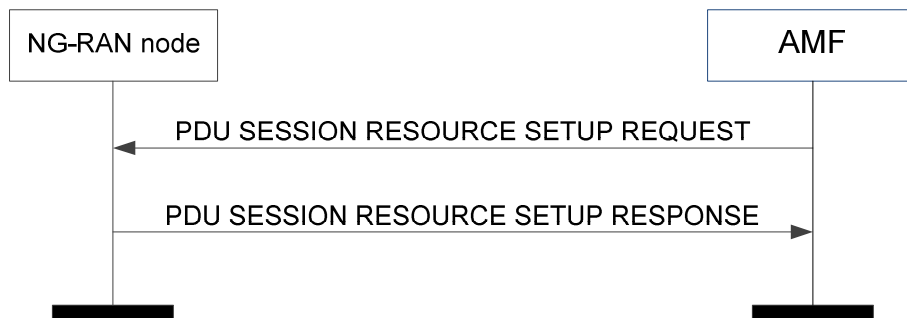 NG-RAN node
AMF
PDU SESSION RESOURCE SETUP REQUEST
PDU SESSION RESOURCE SETUP RESPONSE